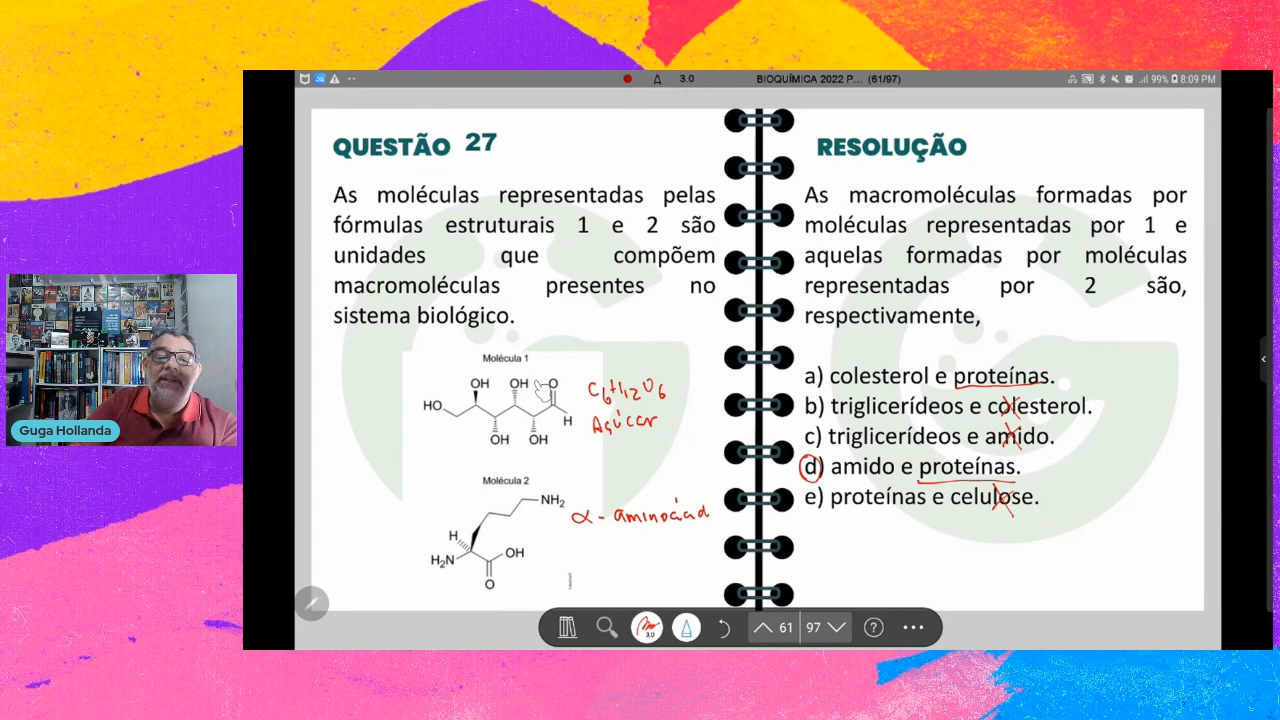 3.0
BIOQUÍMICA 2022 P... (61/97)
99% 8:09 PM
QUESTÃO 27
As moléculas representadas pelas
fórmulas estruturais 1 e 2 são
unidades que compõem
macromoléculas presentes no
sistema biológico.
Molécula 1
OH
OH
O
HO
H
OH
OH
C6H12O6
Açúcar
Molécula 2
NH2
H
H2N
OH
O
α - aminoácid
RESOLUÇÃO
As macromoléculas formadas por
moléculas representadas por 1 e
aquelas formadas por moléculas
representadas por 2 são,
respectivamente,
a) colesterol e proteínas.
b) triglicerídeos e colesterol.
c) triglicerídeos e amido.
d) amido e proteínas.
e) proteínas e celulose.
Guga Hollanda
3.0
61
97